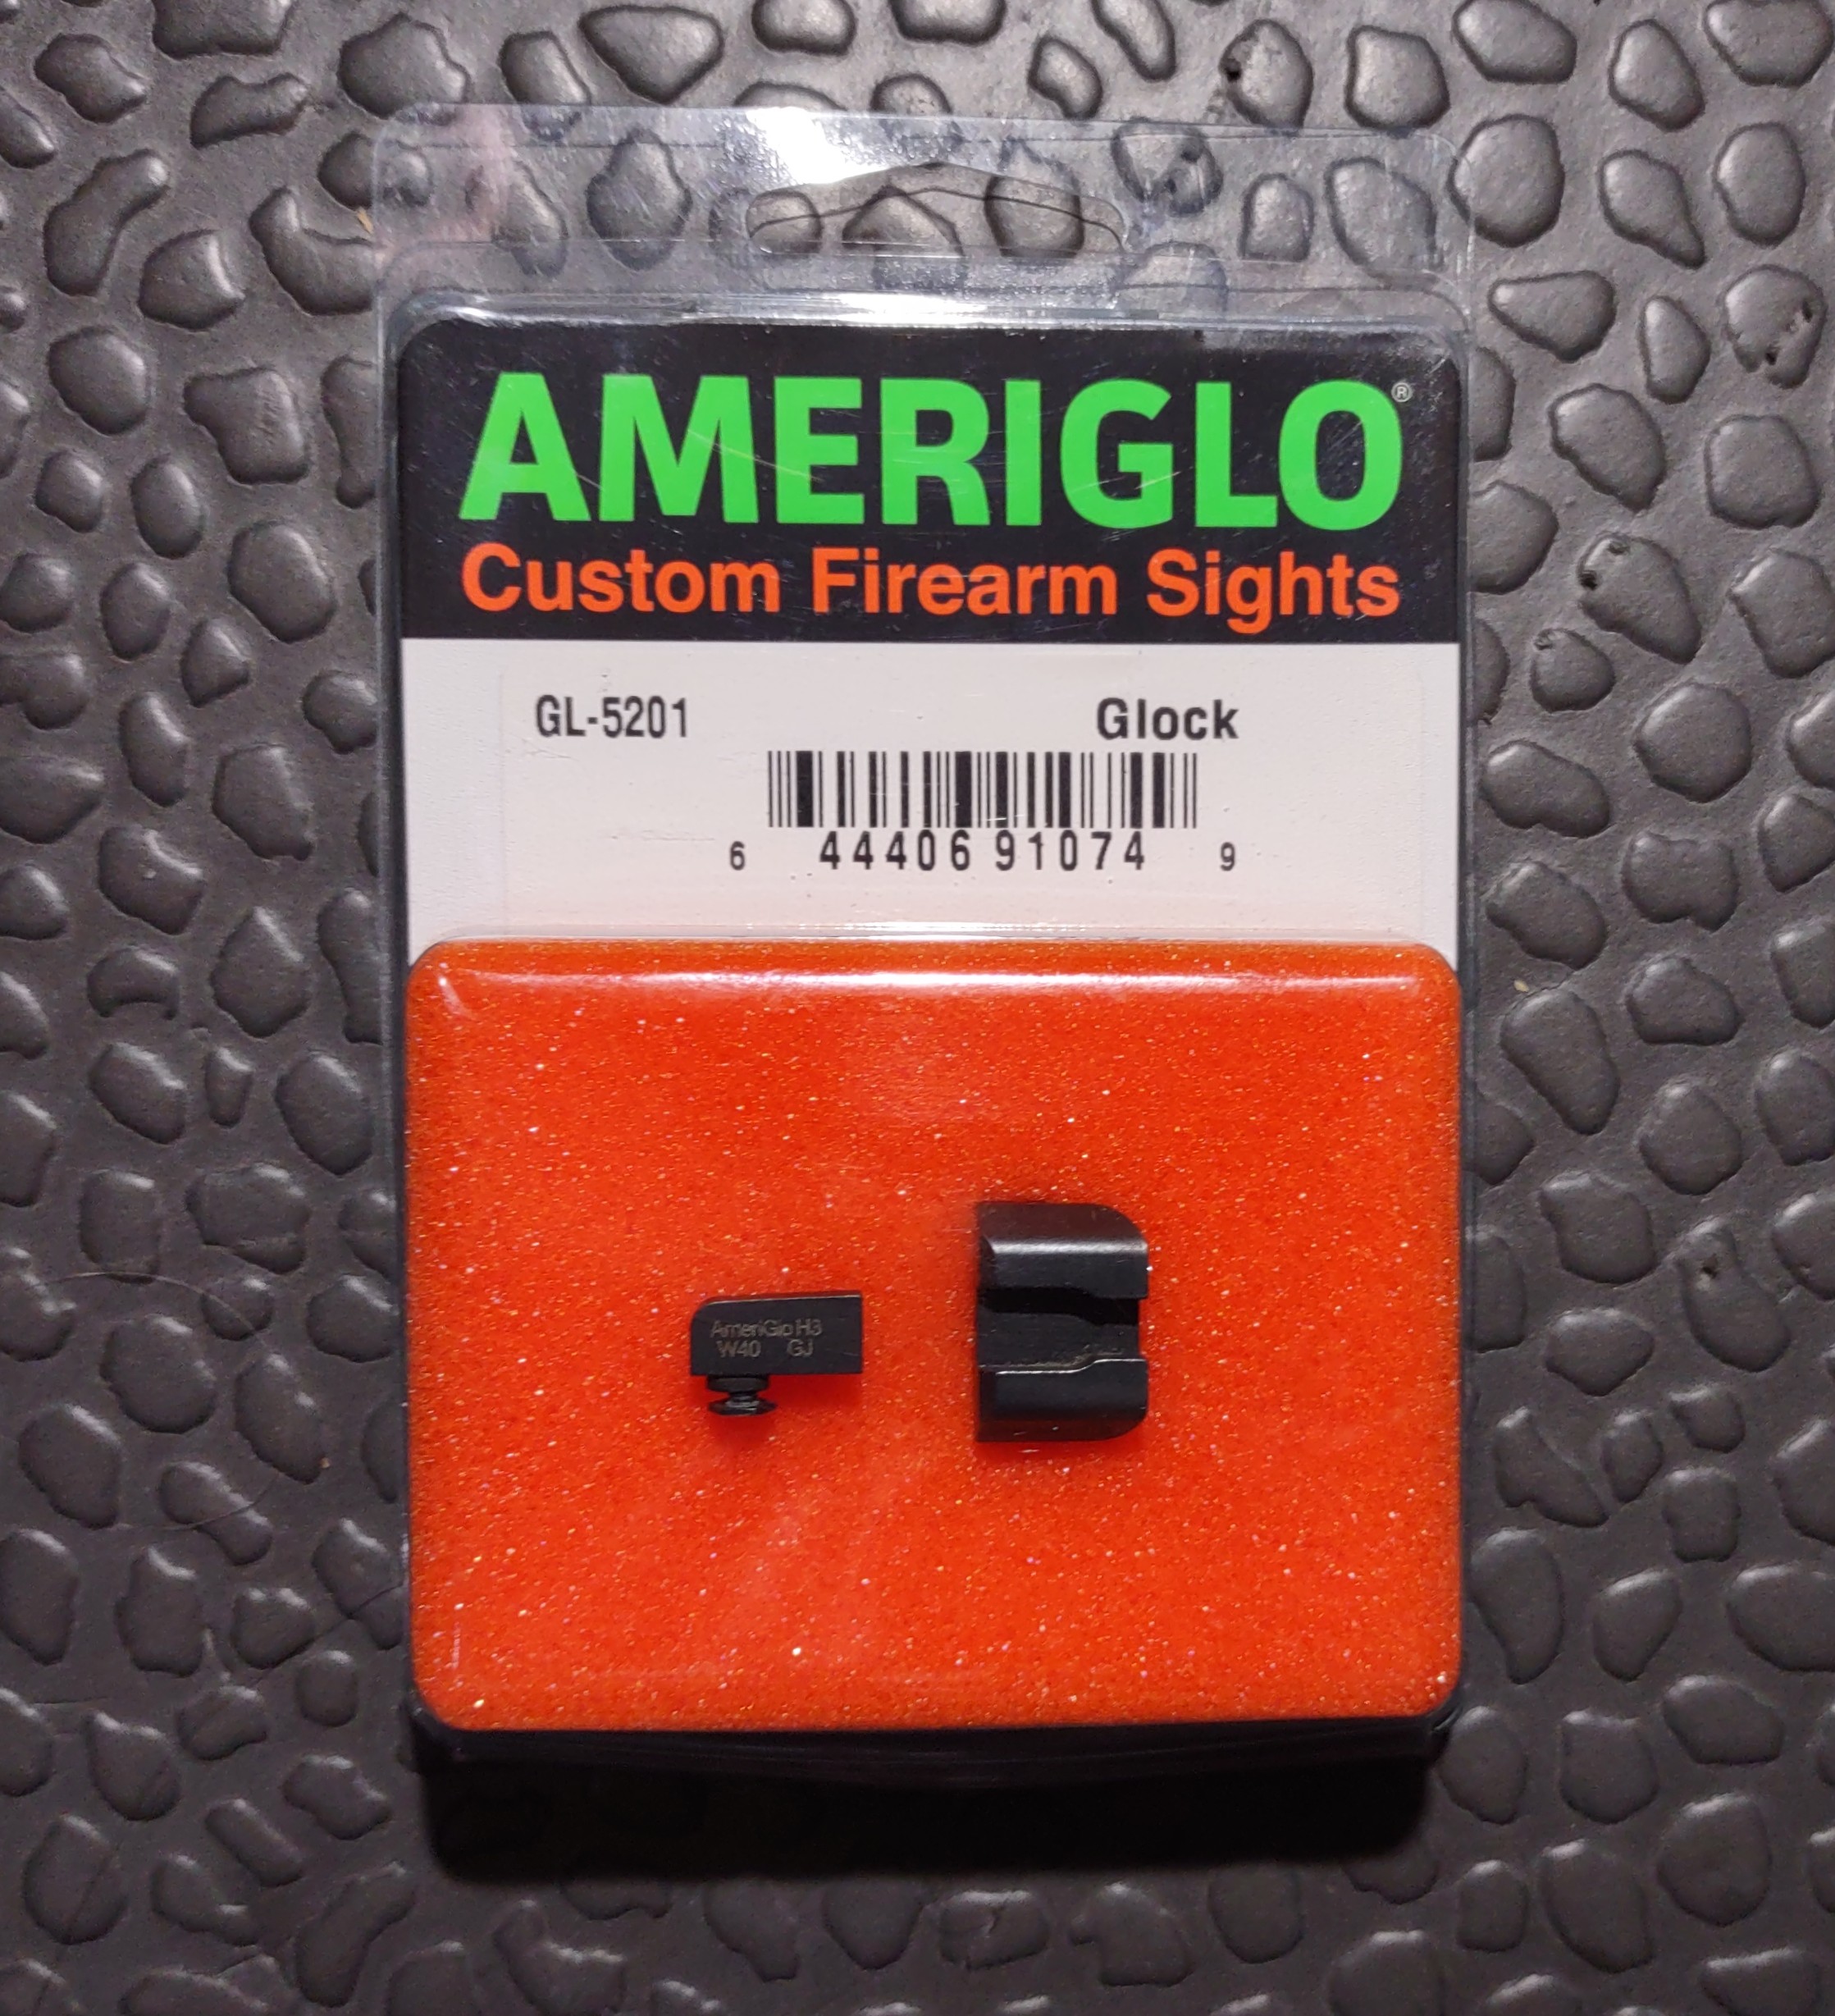 AMERIGLO®
Custom Firearm Sights
GL-5201 Glock
6 44406 91074 9
AmeriGlo H3
W40 GJ